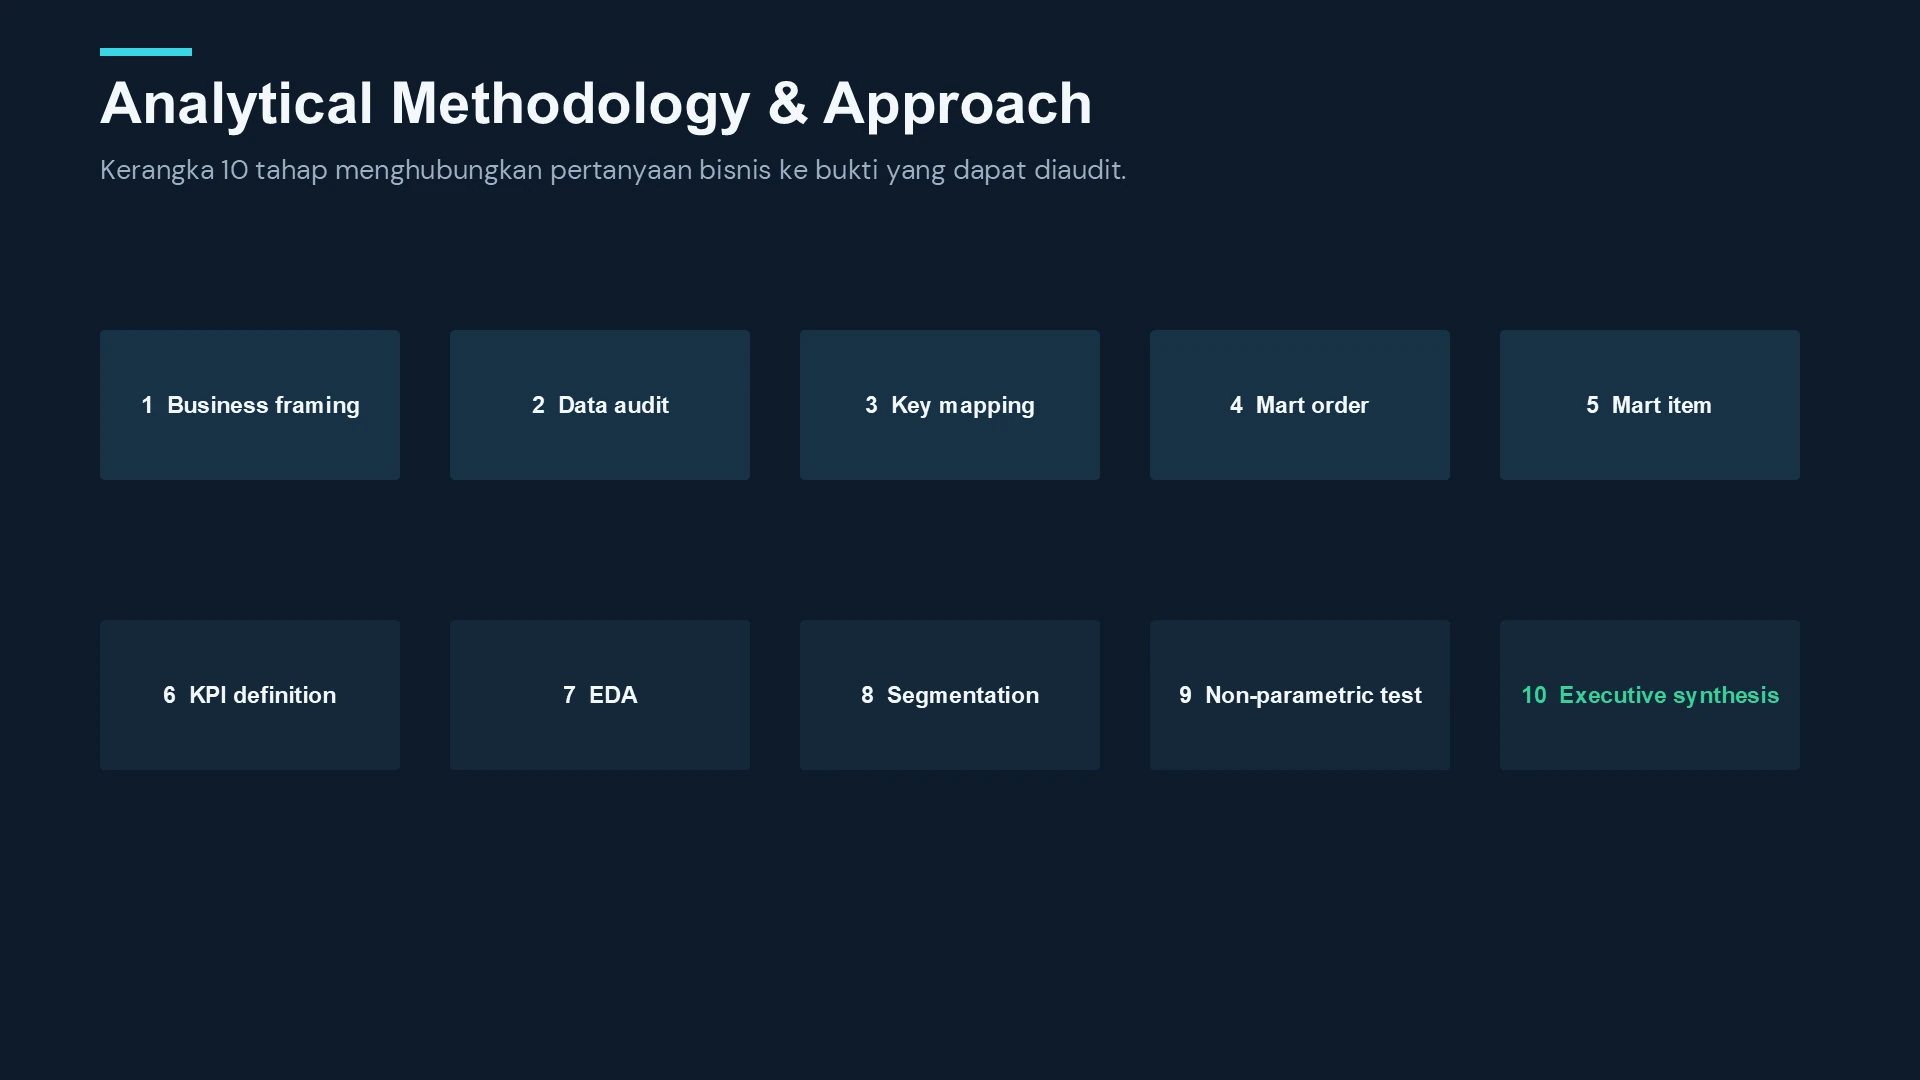 Analytical Methodology & Approach
Kerangka 10 tahap menghubungkan pertanyaan bisnis ke bukti yang dapat diaudit.
1 Business framing
2 Data audit
3 Key mapping
4 Mart order
5 Mart item
6 KPI definition
7 EDA
8 Segmentation
9 Non-parametric test
10 Executive synthesis